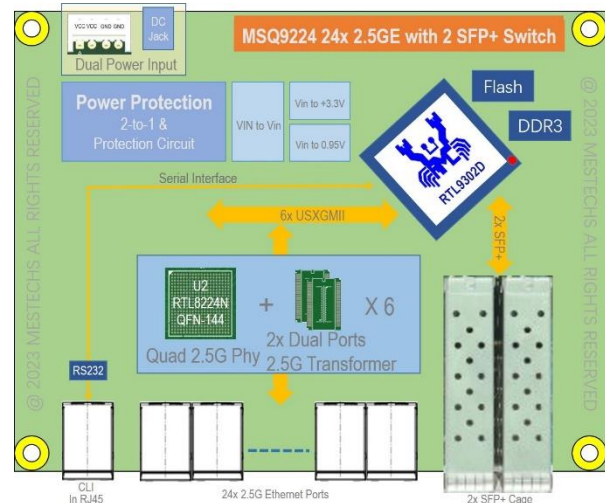 VCC VCC GND GND
DC
Jack
Dual Power Input
MSQ9224 24x 2.5GE with 2 SFP+ Switch
Power Protection
2-to-1 &
Protection Circuit
VIN to Vin
Vin to +3.3V
Vin to 0.95V
Flash
DDR3
RTL9302D
Serial Interface
6x USXGMII
2x SFP+
U2
RTL8224N
QFN-144
+
X 6
Quad 2.5G Phy
2x Dual Ports
2.5G Transformer
RS232
CLI
In RJ45
24x 2.5G Ethernet Ports
2x SFP+ Cage
@ 2023 MESTECHS ALL RIGHTS RESERVED
@ 2023 MESTECHS ALL RIGHTS RESERVED